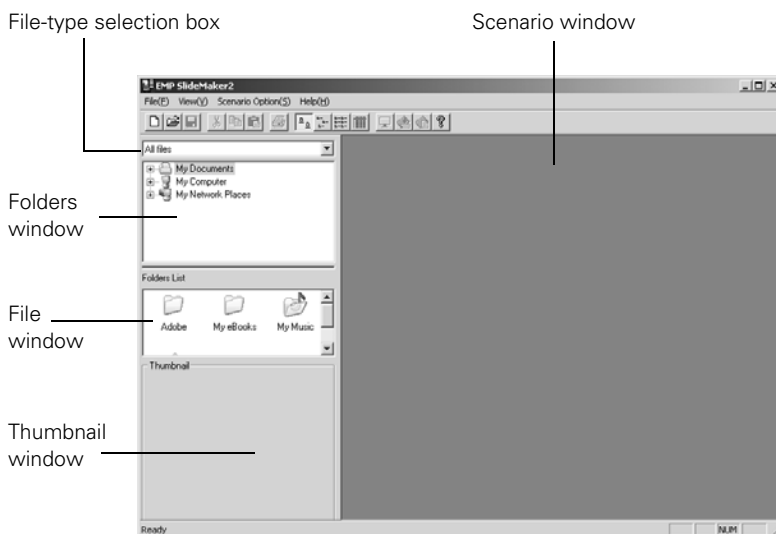 File-type selection box
Scenario window
EMP SlideMaker2
File(F) View(V) Scenario Option(S) Help(H)
All files
My Documents
My Computer
My Network Places
Folders window
Folders List
Adobe My eBooks My Music
File window
Thumbnail
Thumbnail window
Ready NUM